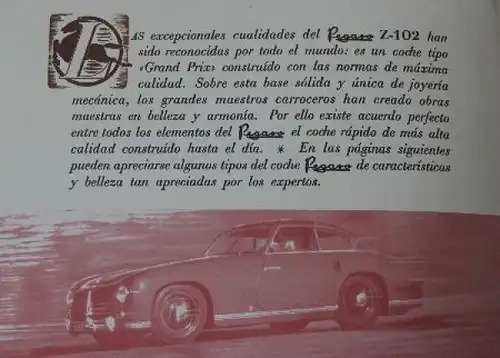 LAS excepcionales cualidades del Pegaso Z-102 han
sido reconocidas por todo el mundo: es un coche tipo
«Grand Prix» construído con las normas de máxima
calidad. Sobre esta base sólida y única de joyería
mecánica, los grandes maestros carroceros han creado obras
maestras en belleza y armonía. Por ello existe acuerdo perfecto
entre todos los elementos del Pegaso el coche rápido de más alta
calidad construído hasta el día. * En las páginas siguientes
pueden apreciarse algunos tipos del coche Pegaso de características
y belleza tan apreciadas por los expertos.